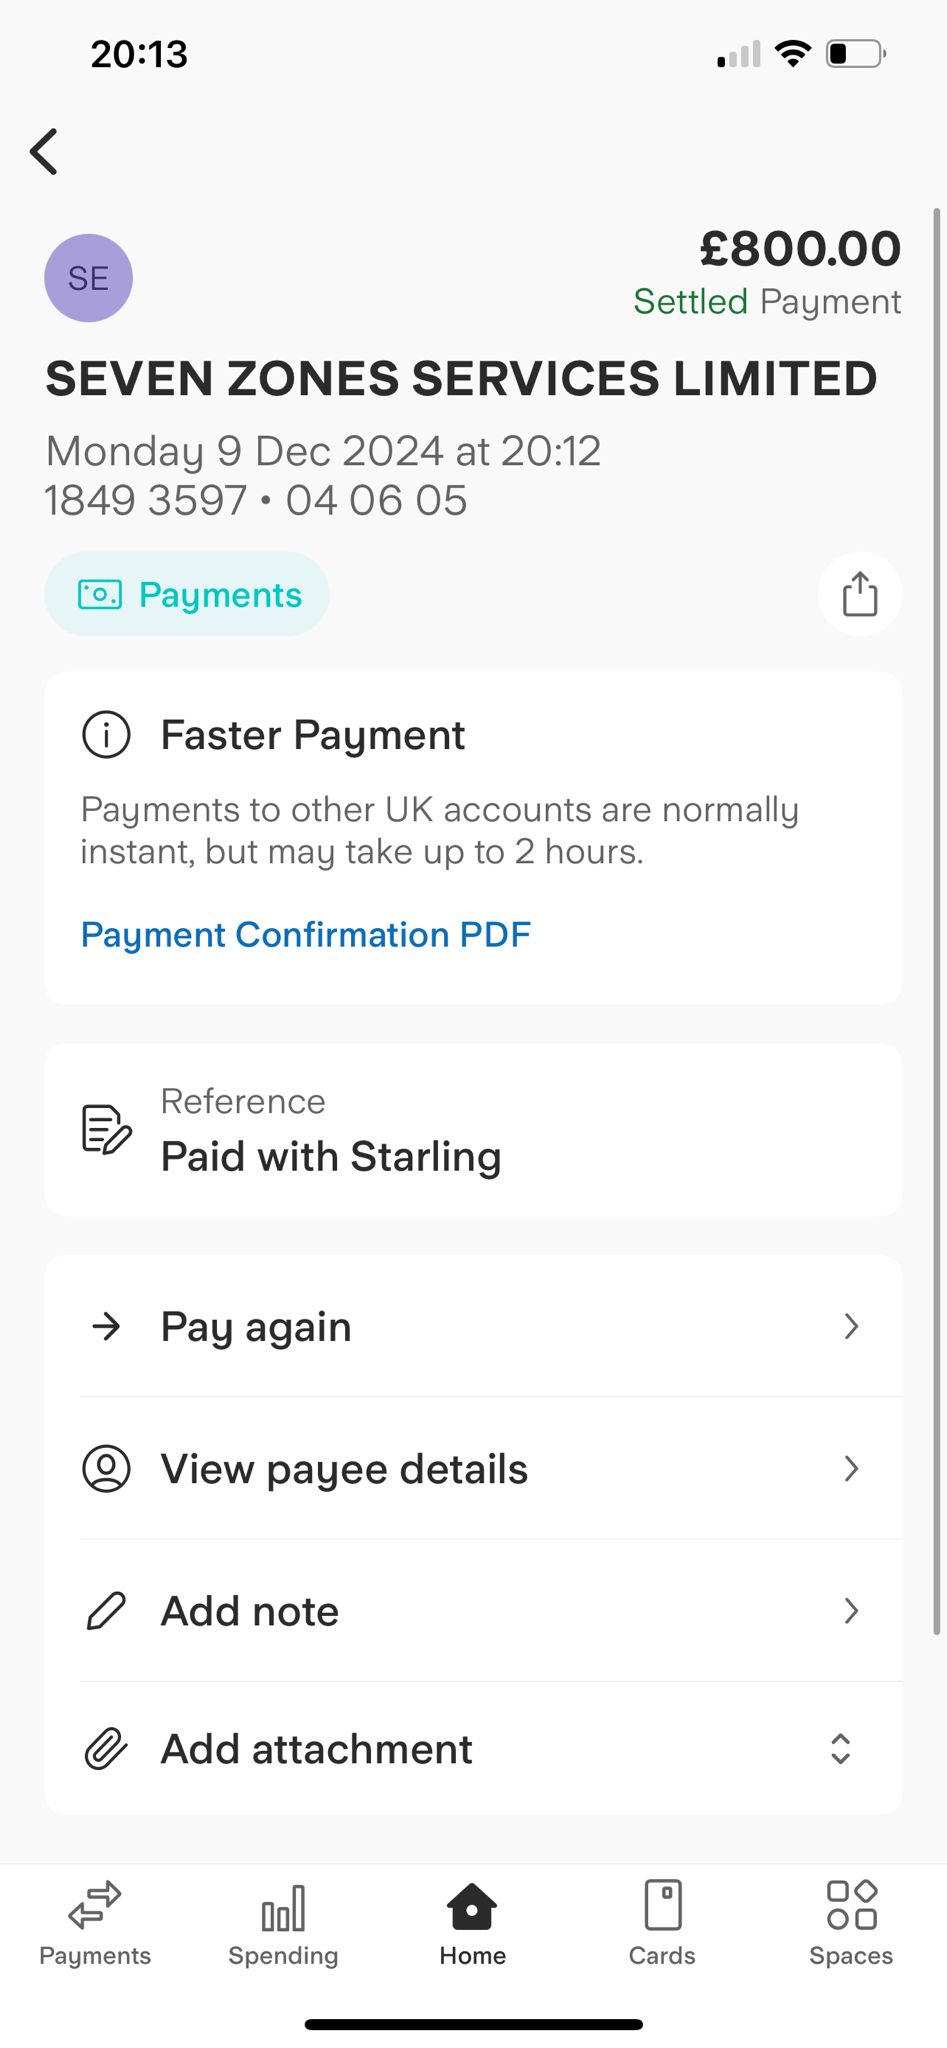 20:13
SE
£800.00
Settled Payment
SEVEN ZONES SERVICES LIMITED
Monday 9 Dec 2024 at 20:12
1849 3597 • 04 06 05
Payments
Faster Payment
Payments to other UK accounts are normally
instant, but may take up to 2 hours.
Payment Confirmation PDF
Reference
Paid with Starling
Pay again
View payee details
Add note
Add attachment
Payments
Spending
Home
Cards
Spaces